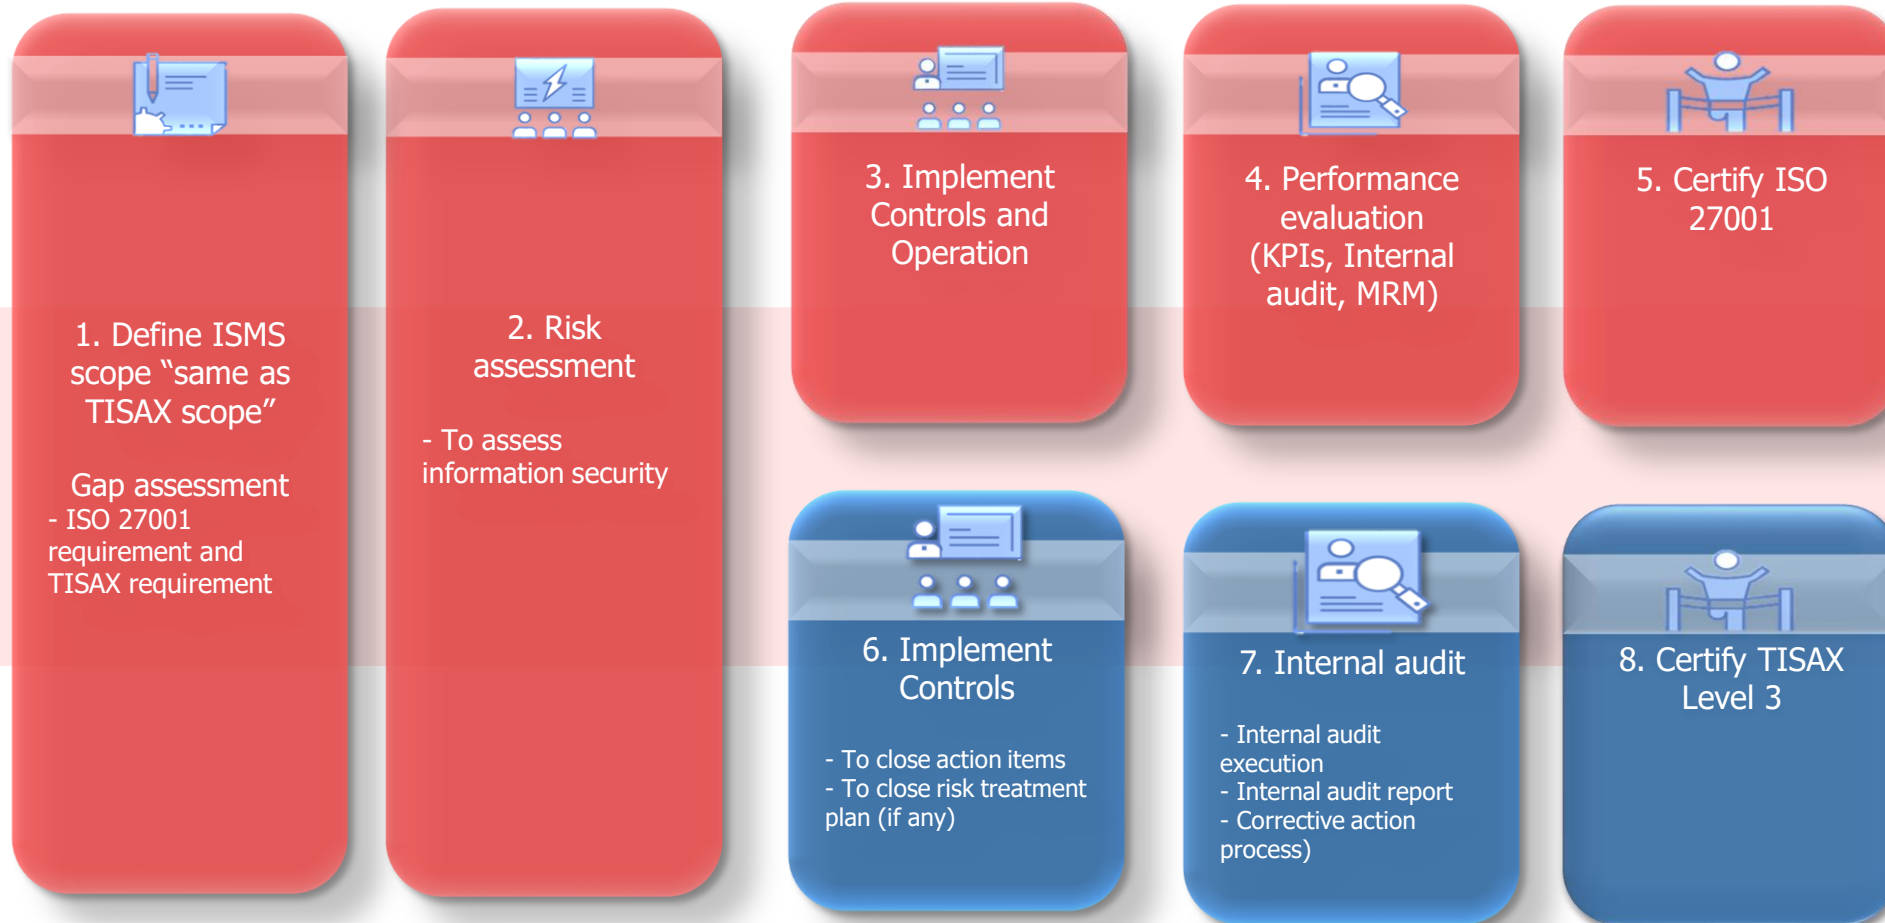 1. Define ISMS
scope “same as
TISAX scope”
Gap assessment
- ISO 27001
requirement and
TISAX requirement
2. Risk
assessment
- To assess
information security
3. Implement
Controls and
Operation
4. Performance
evaluation
(KPIs, Internal
audit, MRM)
5. Certify ISO
27001
6. Implement
Controls
- To close action items
- To close risk treatment
plan (if any)
7. Internal audit
- Internal audit
execution
- Internal audit report
- Corrective action
process)
8. Certify TISAX
Level 3